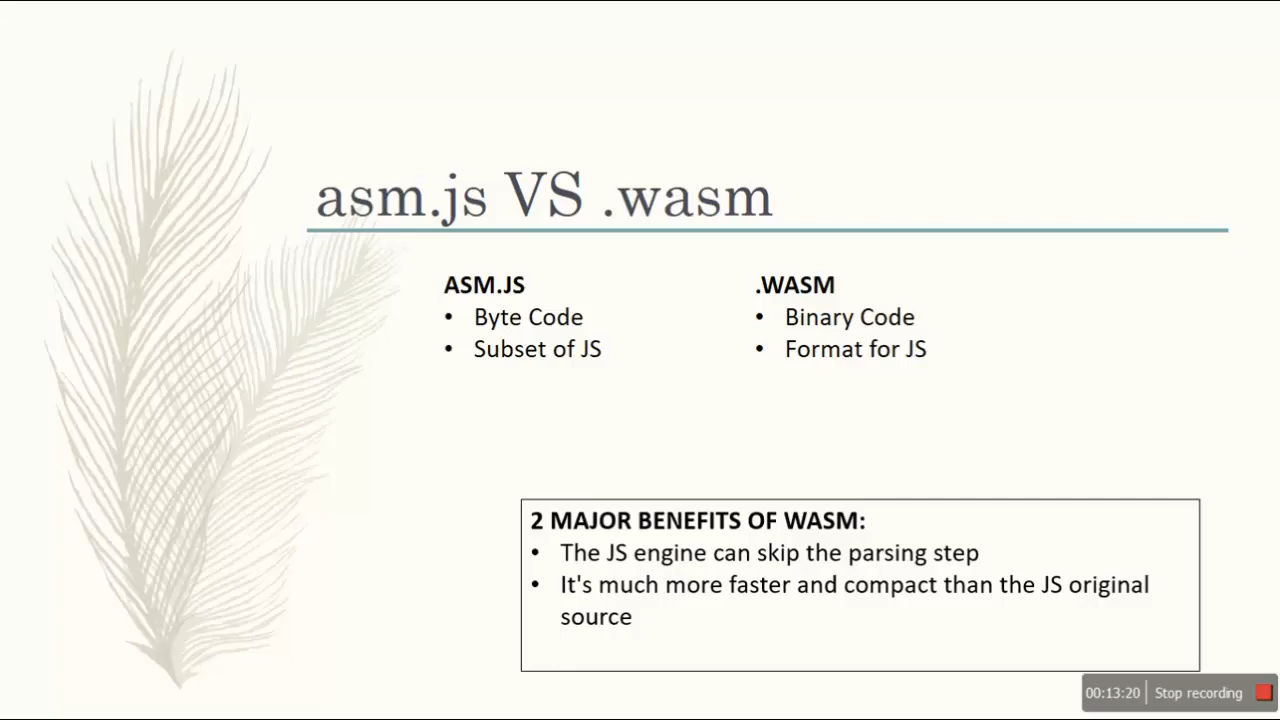 asm.js VS .wasm
ASM.JS
• Byte Code
• Subset of JS
.WASM
• Binary Code
• Format for JS
2 MAJOR BENEFITS OF WASM:
• The JS engine can skip the parsing step
• It's much more faster and compact than the JS original
source
00:13:20 Stop recording